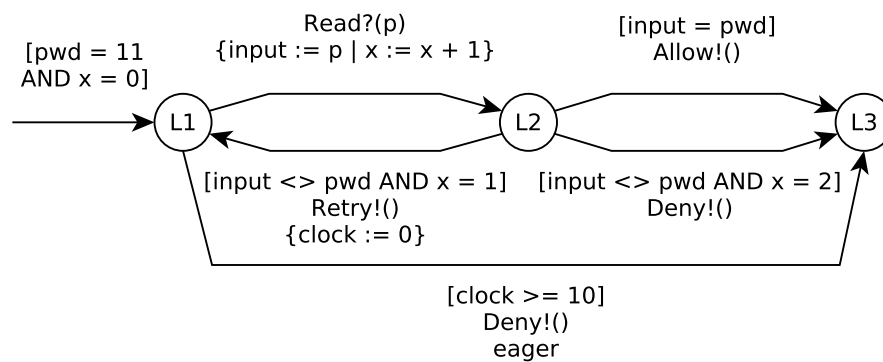 Read?(p)
{input := p | x := x + 1}
[input = pwd]
Allow!()
[pwd = 11
AND x = 0]
L1
L2
L3
[input <> pwd AND x = 1]
Retry!()
{clock := 0}
[input <> pwd AND x = 2]
Deny!()
[clock >= 10]
Deny!()
eager